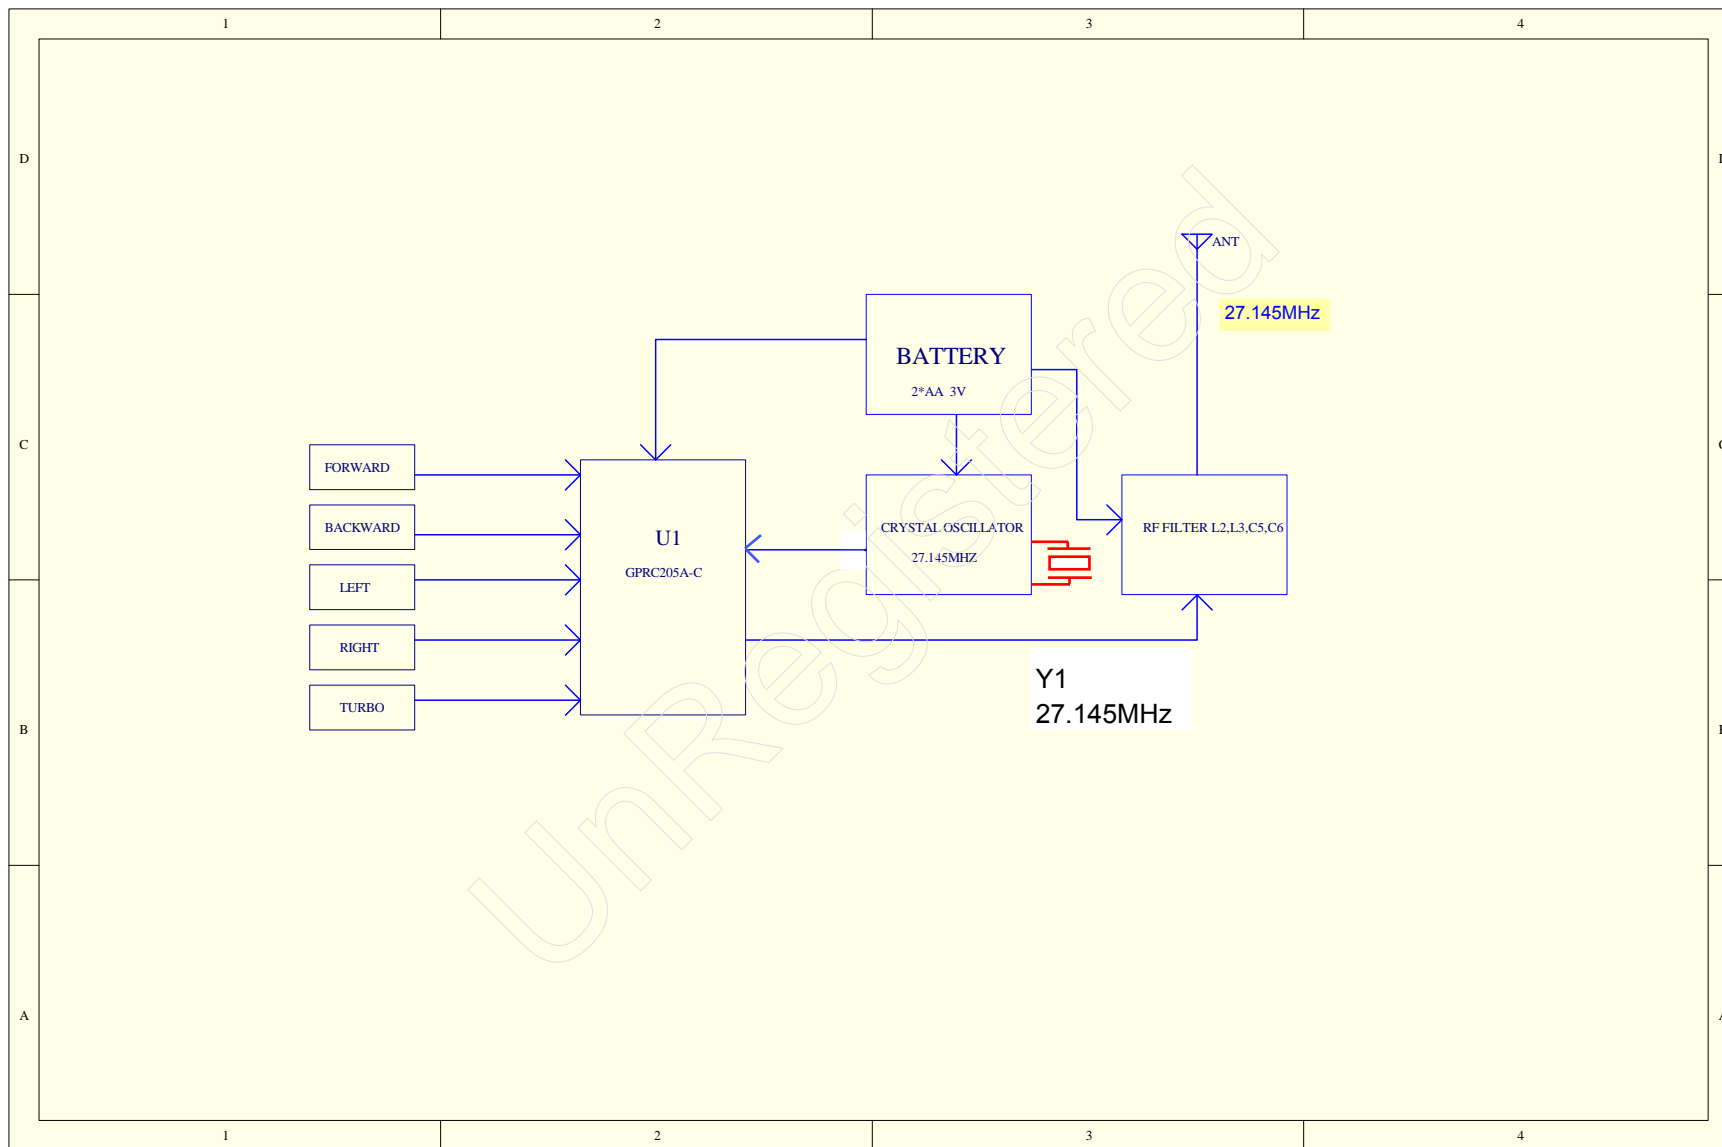 1 2 3 4
D
ANT
27.145MHz
BATTERY
2*AA 3V
C
FORWARD
BACKWARD
LEFT
RIGHT
TURBO
U1
GPRC205A-C
CRYSTAL OSCILLATOR
27.145MHZ
RF FILTER L2,L3,C5,C6
Y1
27.145MHz
B
A
1 2 3 4
UnRegistered